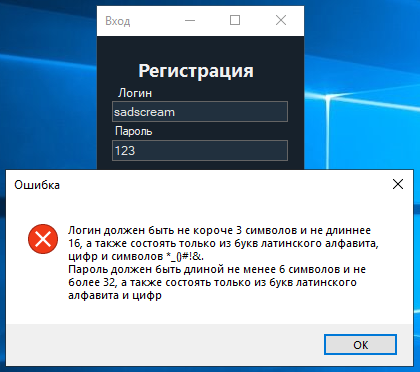 Вход
Регистрация
Логин
sadscream
Пароль
123
Ошибка
Логин должен быть не короче 3 символов и не длиннее
16, а также состоять только из букв латинского алфавита,
цифр и символов *_()#!&.
Пароль должен быть длиной не менее 6 символов и не
более 32, а также состоять только из букв латинского
алфавита и цифр
OK